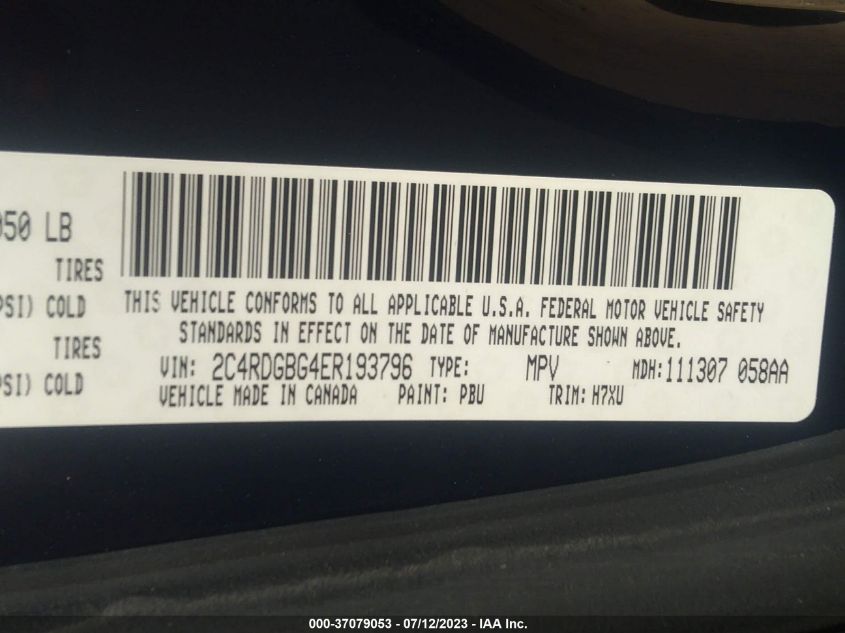 050 LB
TIRES
PSI) COLD
TIRES
PSI) COLD
THIS VEHICLE CONFORMS TO ALL APPLICABLE U.S.A. FEDERAL MOTOR VEHICLE SAFETY
STANDARDS IN EFFECT ON THE DATE OF MANUFACTURE SHOWN ABOVE.
VIN: 2C4RDGBG4ER193796 TYPE: MPV MDH: 111307 058AA
VEHICLE MADE IN CANADA PAINT: PBU TRIM: H7XU
000-37079053 - 07/12/2023 - IAA Inc.